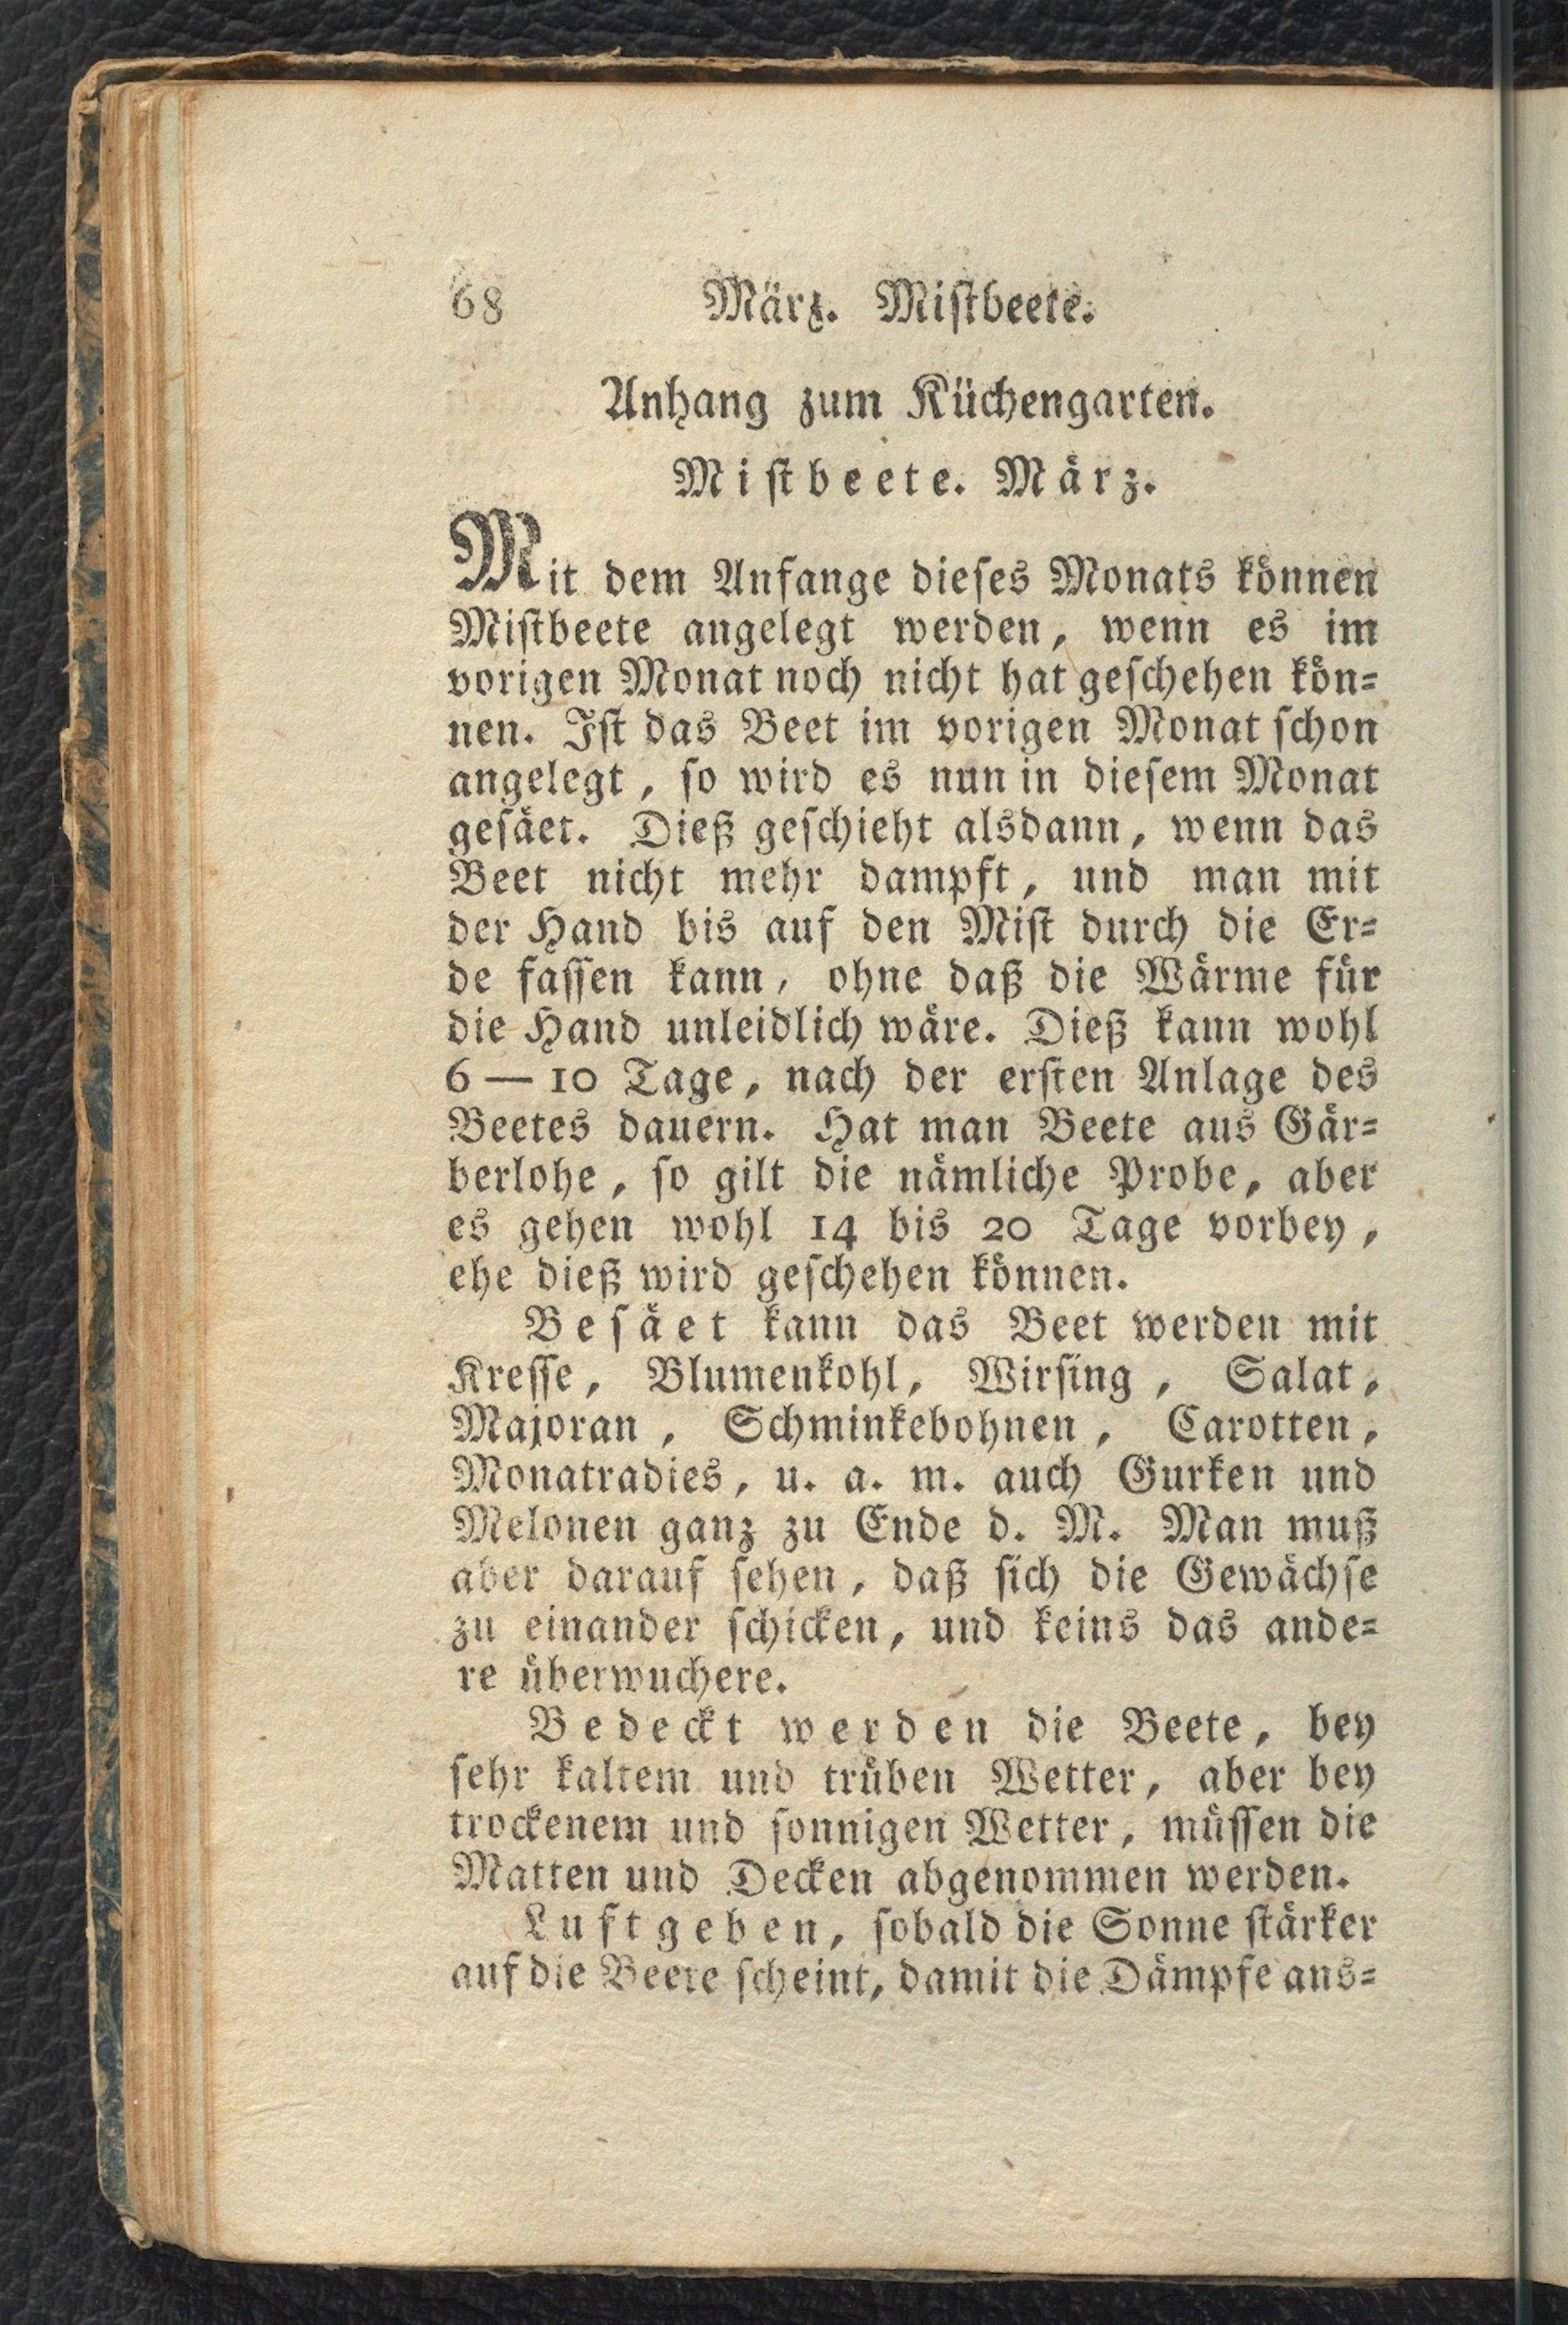 68 März. Miſtbeete.
Anhang zum Küchengarten.
Miſtbeete. März.
Mit dem Anfange dieſes Monats können
Miſtbeete angelegt werden, wenn es im
vorigen Monat noch nicht hat geſchehen kön-
nen. Iſt das Beet im vorigen Monat ſchon
angelegt, ſo wird es nun in dieſem Monat
geſäet. Dieß geſchieht alsdann, wenn das
Beet nicht mehr dampft, und man mit
der Hand bis auf den Miſt durch die Er-
de faſſen kann, ohne daß die Wärme für
die Hand unleidlich wäre. Dieß kann wohl
6 — 10 Tage, nach der erſten Anlage des
Beetes dauern. Hat man Beete aus Gär-
berlohe, ſo gilt die nämliche Probe, aber
es gehen wohl 14 bis 20 Tage vorbey,
ehe dieß wird geſchehen können.
Beſäet kann das Beet werden mit
Kreſſe, Blumenkohl, Wirſing, Salat,
Majoran, Schminkebohnen, Carotten,
Monatradies, u. a. m. auch Gurken und
Melonen ganz zu Ende d. M. Man muß
aber darauf ſehen, daß ſich die Gewächſe
zu einander ſchicken, und keins das ande-
re überwuchere.
Bedeckt werden die Beete, bey
ſehr kaltem und trüben Wetter, aber bey
trockenem und ſonnigen Wetter, müſſen die
Matten und Decken abgenommen werden.
Luftgeben, ſobald die Sonne ſtärker
auf die Beete ſcheint, damit die Dämpfe aus-